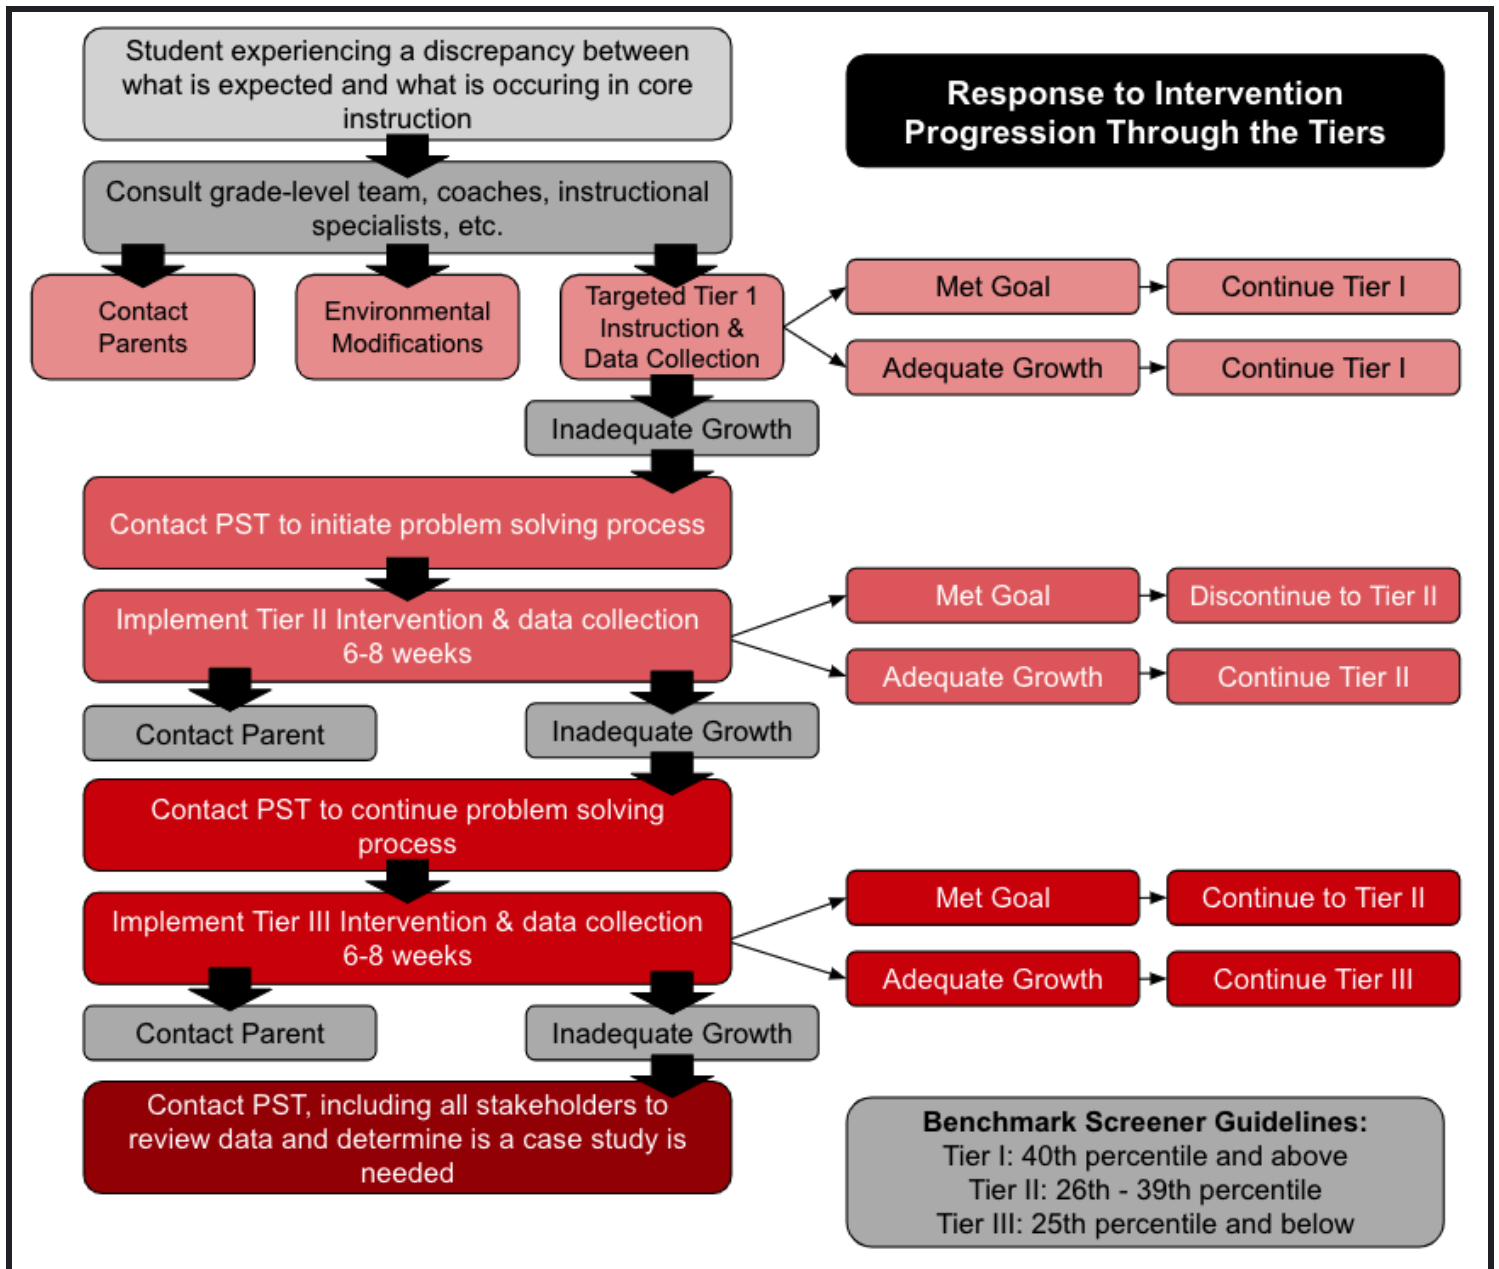 Student experiencing a discrepancy between
what is expected and what is occuring in core
instruction
Response to Intervention
Progression Through the Tiers
Consult grade-level team, coaches, instructional
specialists, etc.
Contact
Parents
Environmental
Modifications
Targeted Tier 1
Instruction &
Data Collection
Met Goal
Continue Tier I
Adequate Growth
Continue Tier I
Inadequate Growth
Contact PST to initiate problem solving process
Implement Tier II Intervention & data collection
6-8 weeks
Met Goal
Discontinue to Tier II
Adequate Growth
Continue Tier II
Contact Parent
Inadequate Growth
Contact PST to continue problem solving
process
Implement Tier III Intervention & data collection
6-8 weeks
Met Goal
Continue to Tier II
Adequate Growth
Continue Tier III
Contact Parent
Inadequate Growth
Contact PST, including all stakeholders to
review data and determine is a case study is
needed
Benchmark Screener Guidelines:
Tier I: 40th percentile and above
Tier II: 26th - 39th percentile
Tier III: 25th percentile and below